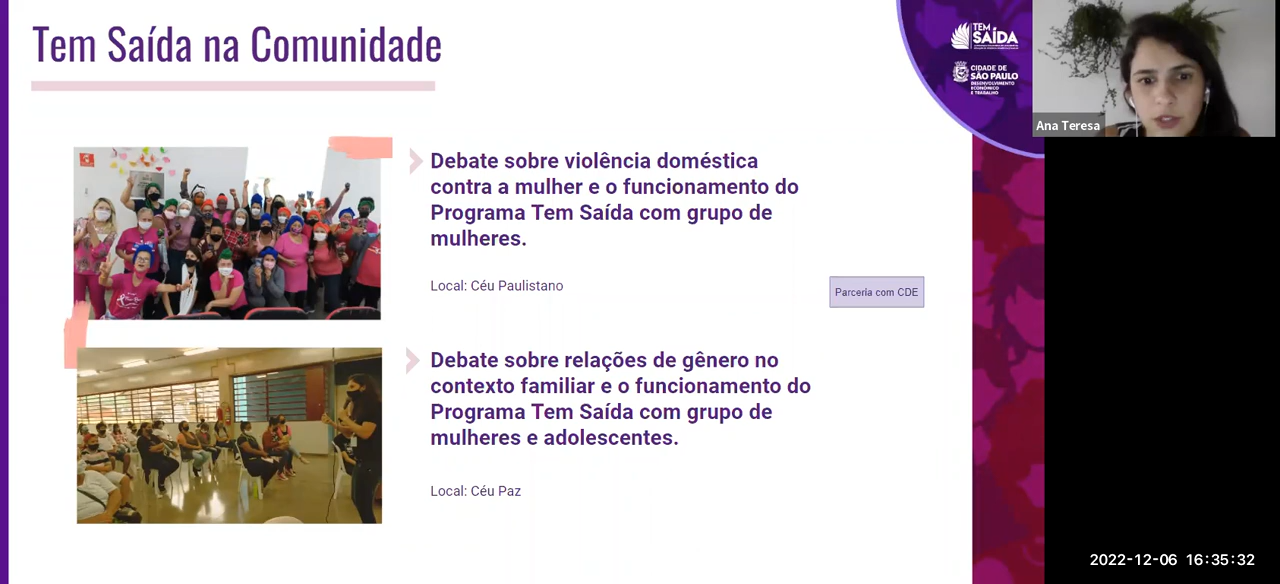 Tem Saída na Comunidade
TEM
SAÍDA
CIDADE DE
SÃO PAULO
DESENVOLVIMENTO
ECONÔMICO
E TRABALHO
Ana Teresa
Debate sobre violência doméstica
contra a mulher e o funcionamento do
Programa Tem Saída com grupo de
mulheres.
Local: Céu Paulistano
Parceria com CDE
Debate sobre relações de gênero no
contexto familiar e o funcionamento do
Programa Tem Saída com grupo de
mulheres e adolescentes.
Local: Céu Paz
2022-12-06 16:35:32